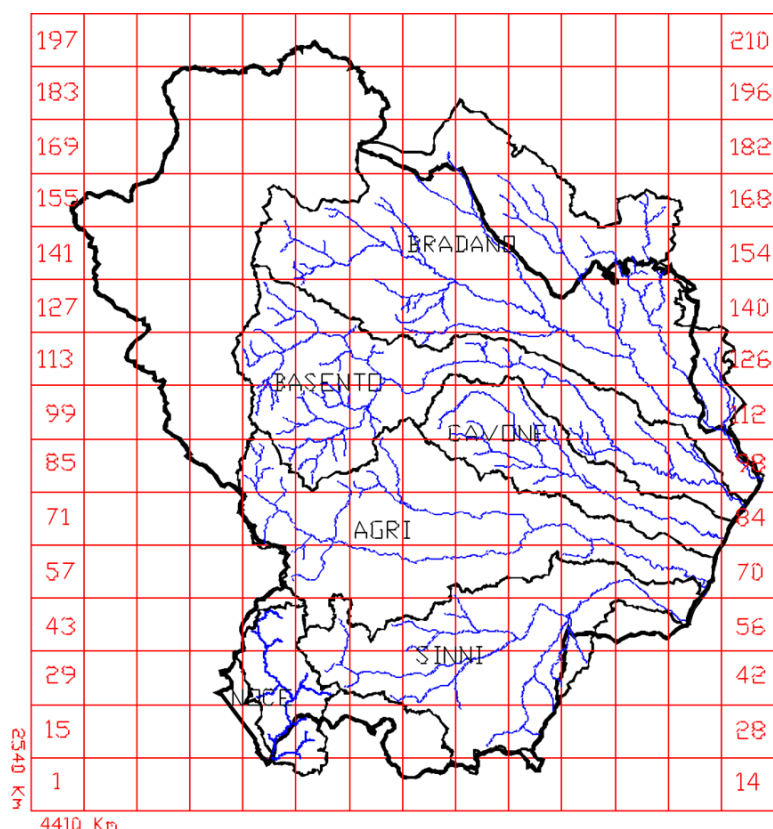 197 210
183 196
169 182
155 168
BRADANO
141 154
127 140
113 126
BASENTO
99 112
CAVONE
85 98
71 84
AGRI
57 70
43 56
SINNI
29 42
NOCE
15 28
2540 Km
1 14
4410 Km